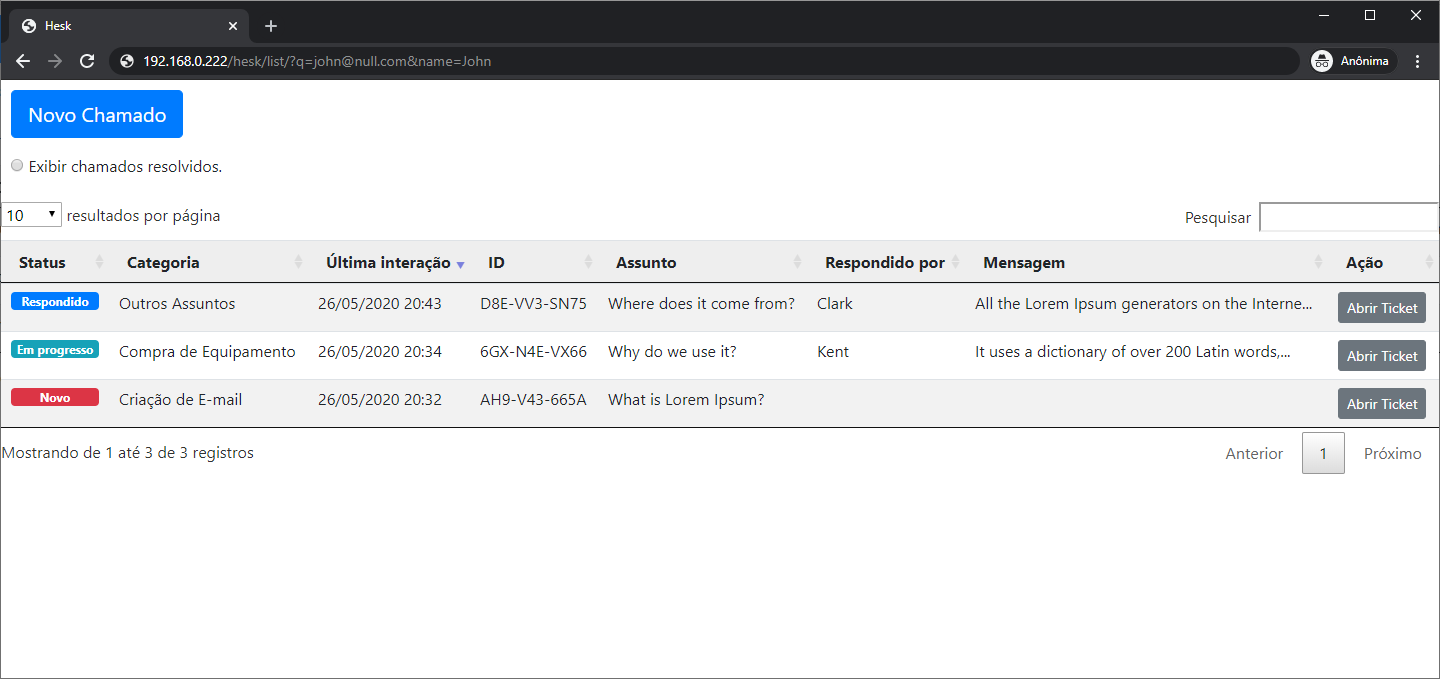 Hesk
192.168.0.222/hesk/list/?q=john@null.com&name=John
Anônima
Novo Chamado
Exibir chamados resolvidos.
10 resultados por página
Pesquisar
Status Categoria Última interação ID Assunto Respondido por Mensagem Ação
Respondido Outros Assuntos 26/05/2020 20:43 D8E-VV3-SN75 Where does it come from? Clark All the Lorem Ipsum generators on the Interne... Abrir Ticket
Em progresso Compra de Equipamento 26/05/2020 20:34 6GX-N4E-VX66 Why do we use it? Kent It uses a dictionary of over 200 Latin words,... Abrir Ticket
Novo Criação de E-mail 26/05/2020 20:32 AH9-V43-665A What is Lorem Ipsum? Abrir Ticket
Mostrando de 1 até 3 de 3 registros
Anterior 1 Próximo